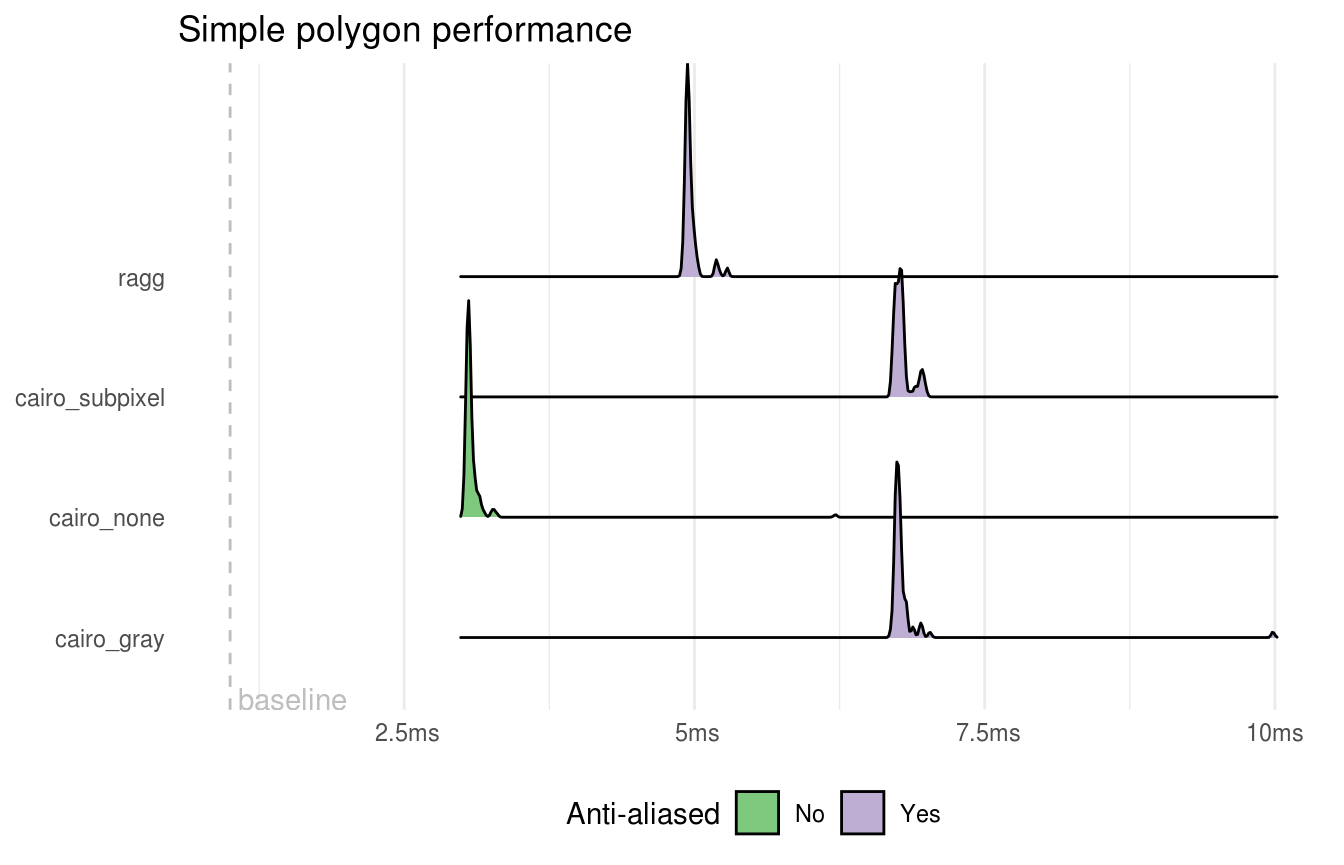 Simple polygon performance
ragg
cairo_subpixel
cairo_none
cairo_gray
baseline
2.5ms 5ms 7.5ms 10ms
Anti-aliased No Yes